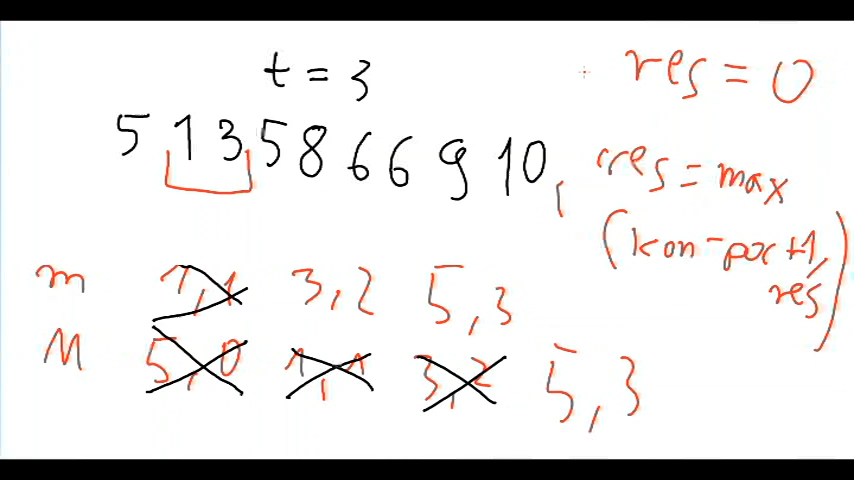 t = 3
res = 0
5 1 3 5 8 6 6 9 10
res = max
(kon - poc + 1,
res)
m 1,1 3,2 5,3
M 5,0 1,1 3,2 5,3